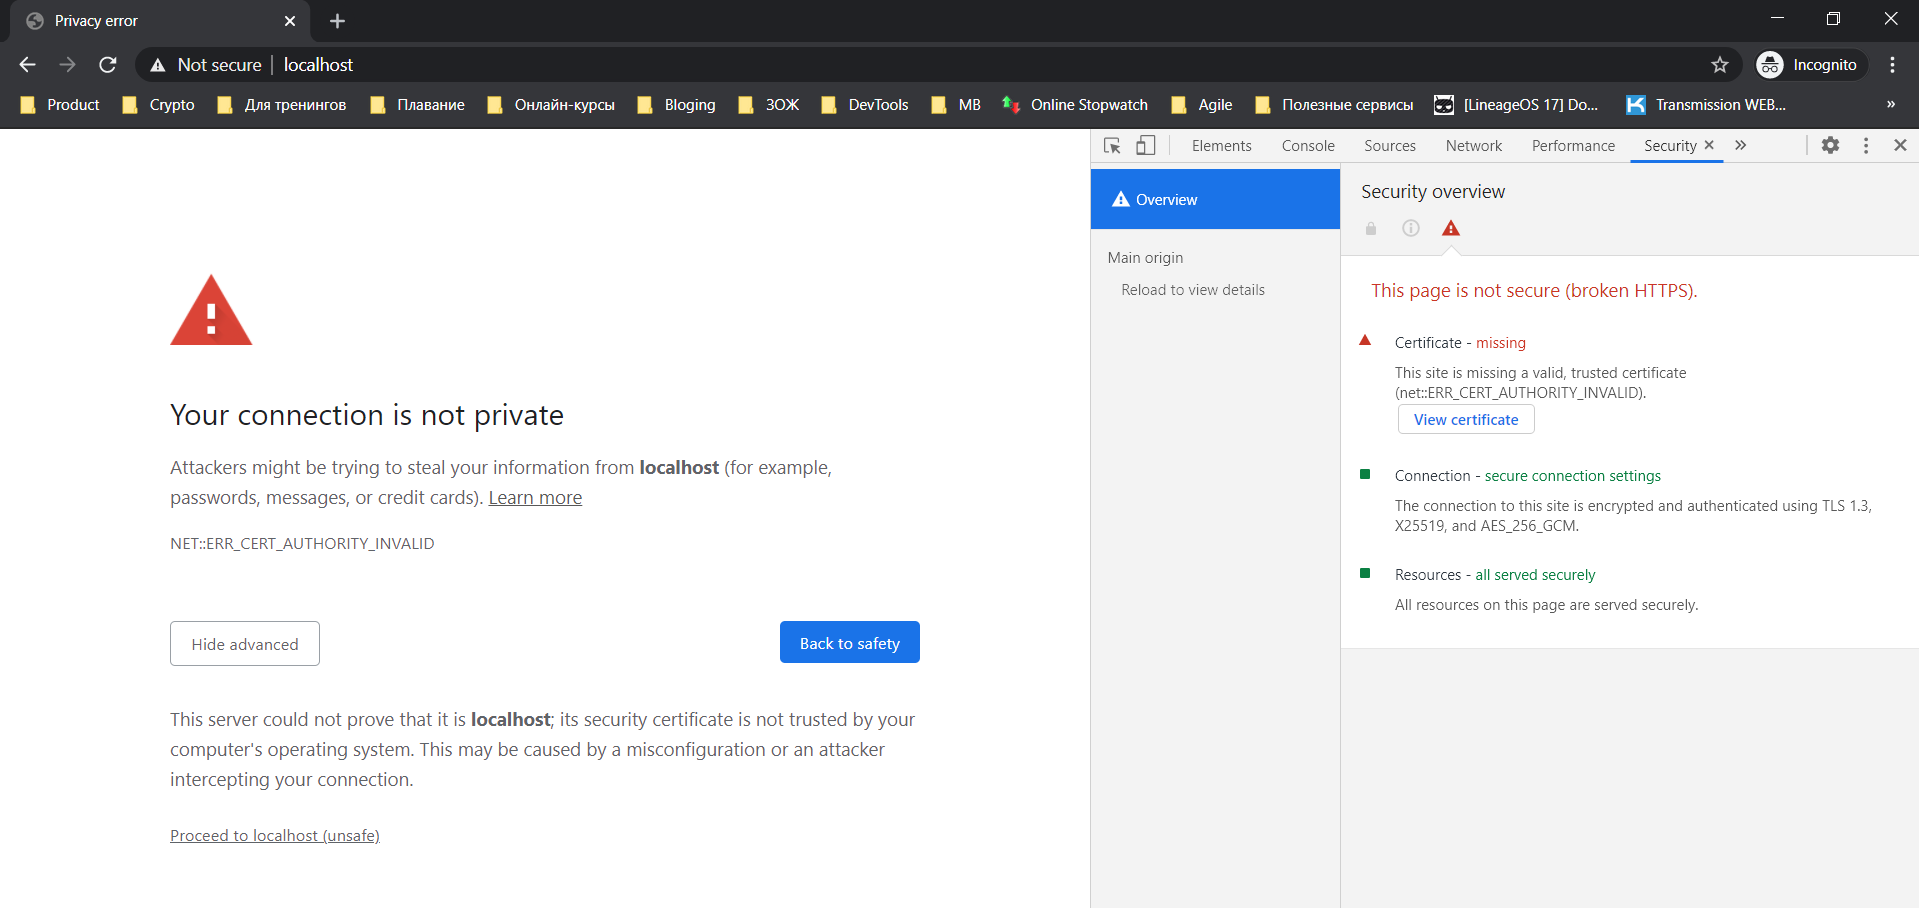 Privacy error
Not secure localhost Incognito
Product Crypto Для тренингов Плавание Онлайн-курсы Bloging ЗОЖ DevTools МВ Online Stopwatch Agile Полезные сервисы [LineageOS 17] Do... Transmission WEB... »
Elements Console Sources Network Performance Security
Overview
Main origin
Reload to view details
Security overview
This page is not secure (broken HTTPS).
Certificate - missing
This site is missing a valid, trusted certificate
(net::ERR_CERT_AUTHORITY_INVALID).
View certificate
Connection - secure connection settings
The connection to this site is encrypted and authenticated using TLS 1.3,
X25519, and AES_256_GCM.
Resources - all served securely
All resources on this page are served securely.
Your connection is not private
Attackers might be trying to steal your information from localhost (for example,
passwords, messages, or credit cards). Learn more
NET::ERR_CERT_AUTHORITY_INVALID
Hide advanced Back to safety
This server could not prove that it is localhost; its security certificate is not trusted by your
computer's operating system. This may be caused by a misconfiguration or an attacker
intercepting your connection.
Proceed to localhost (unsafe)